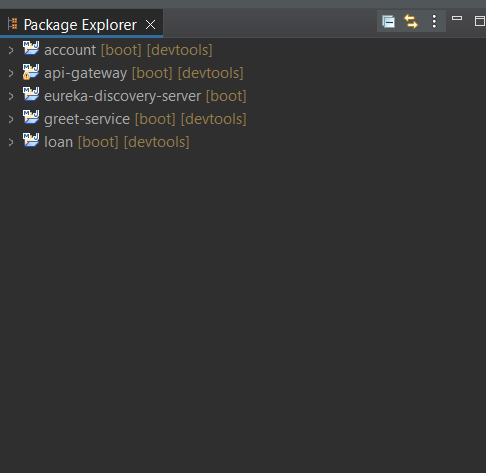 Package Explorer
account [boot] [devtools]
api-gateway [boot] [devtools]
eureka-discovery-server [boot]
greet-service [boot] [devtools]
loan [boot] [devtools]